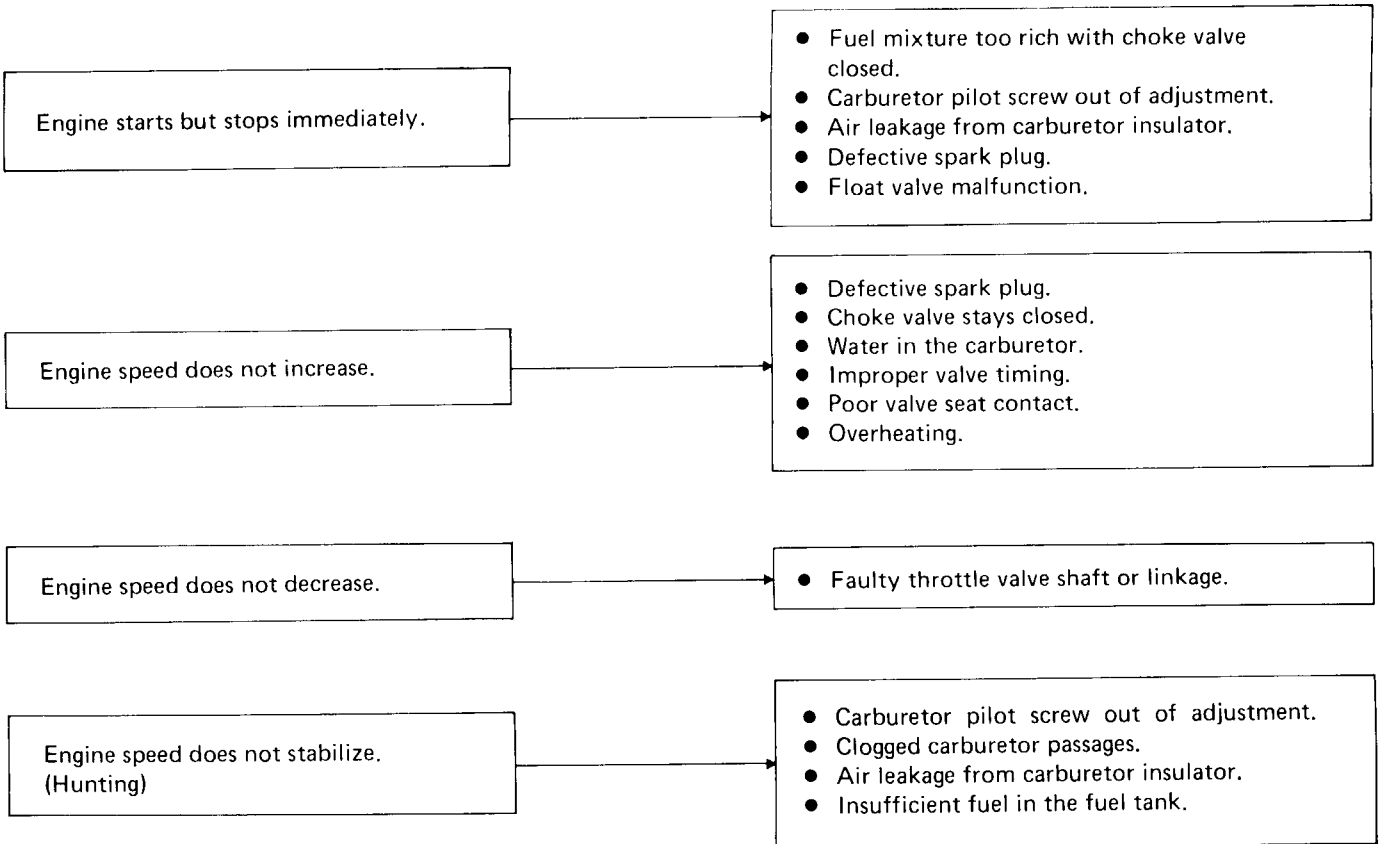 Engine starts but stops immediately.
● Fuel mixture too rich with choke valve
closed.
● Carburetor pilot screw out of adjustment.
● Air leakage from carburetor insulator.
● Defective spark plug.
● Float valve malfunction.
Engine speed does not increase.
● Defective spark plug.
● Choke valve stays closed.
● Water in the carburetor.
● Improper valve timing.
● Poor valve seat contact.
● Overheating.
Engine speed does not decrease.
● Faulty throttle valve shaft or linkage.
Engine speed does not stabilize.
(Hunting)
● Carburetor pilot screw out of adjustment.
● Clogged carburetor passages.
● Air leakage from carburetor insulator.
● Insufficient fuel in the fuel tank.